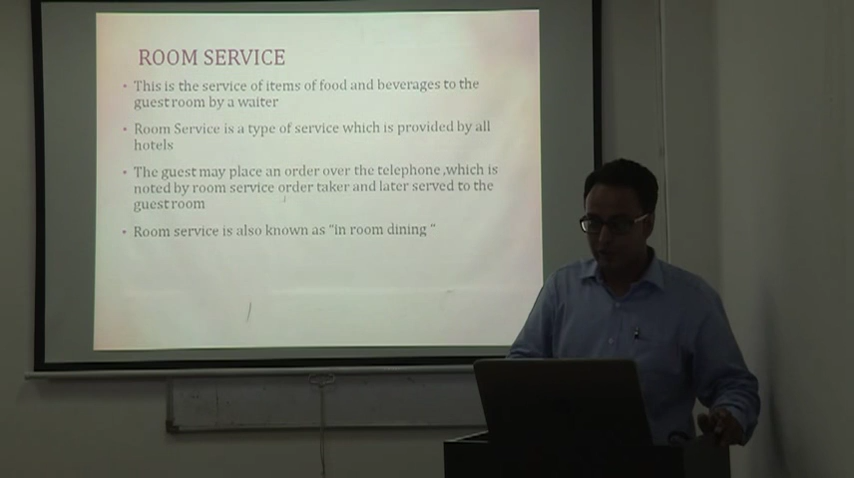 ROOM SERVICE
• This is the service of items of food and beverages to the
guest room by a waiter
• Room Service is a type of service which is provided by all
hotels
• The guest may place an order over the telephone ,which is
noted by room service order taker and later served to the
guest room
• Room service is also known as "in room dining "